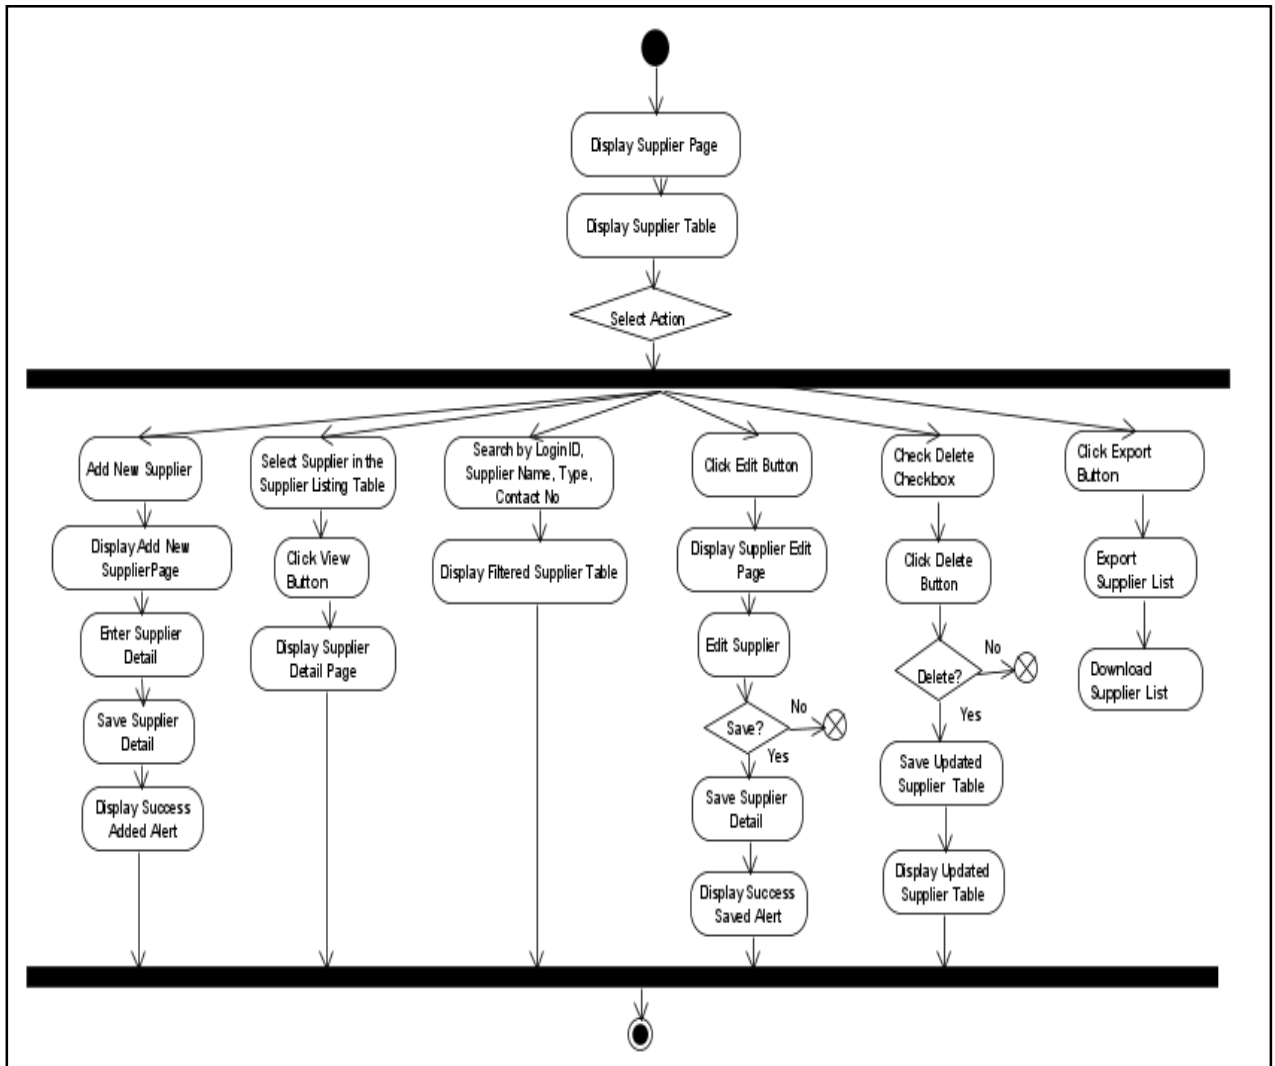 Display Supplier Page
Display Supplier Table
Select Action
Add New Supplier
Display Add New
SupplierPage
Enter Supplier
Detail
Save Supplier
Detail
Display Success
Added Alert
Select Supplier in the
Supplier Listing Table
Click View
Button
Display Supplier
Detail Page
Search by LoginID,
Supplier Name, Type,
Contact No
Display Filtered Supplier Table
Click Edit Button
Display Supplier Edit
Page
Edit Supplier
Save?
No
Yes
Save Supplier
Detail
Display Success
Saved Alert
Check Delete
Checkbox
Click Delete
Button
Delete?
No
Yes
Save Updated
Supplier Table
Display Updated
Supplier Table
Click Export
Button
Export
Supplier List
Download
Supplier List